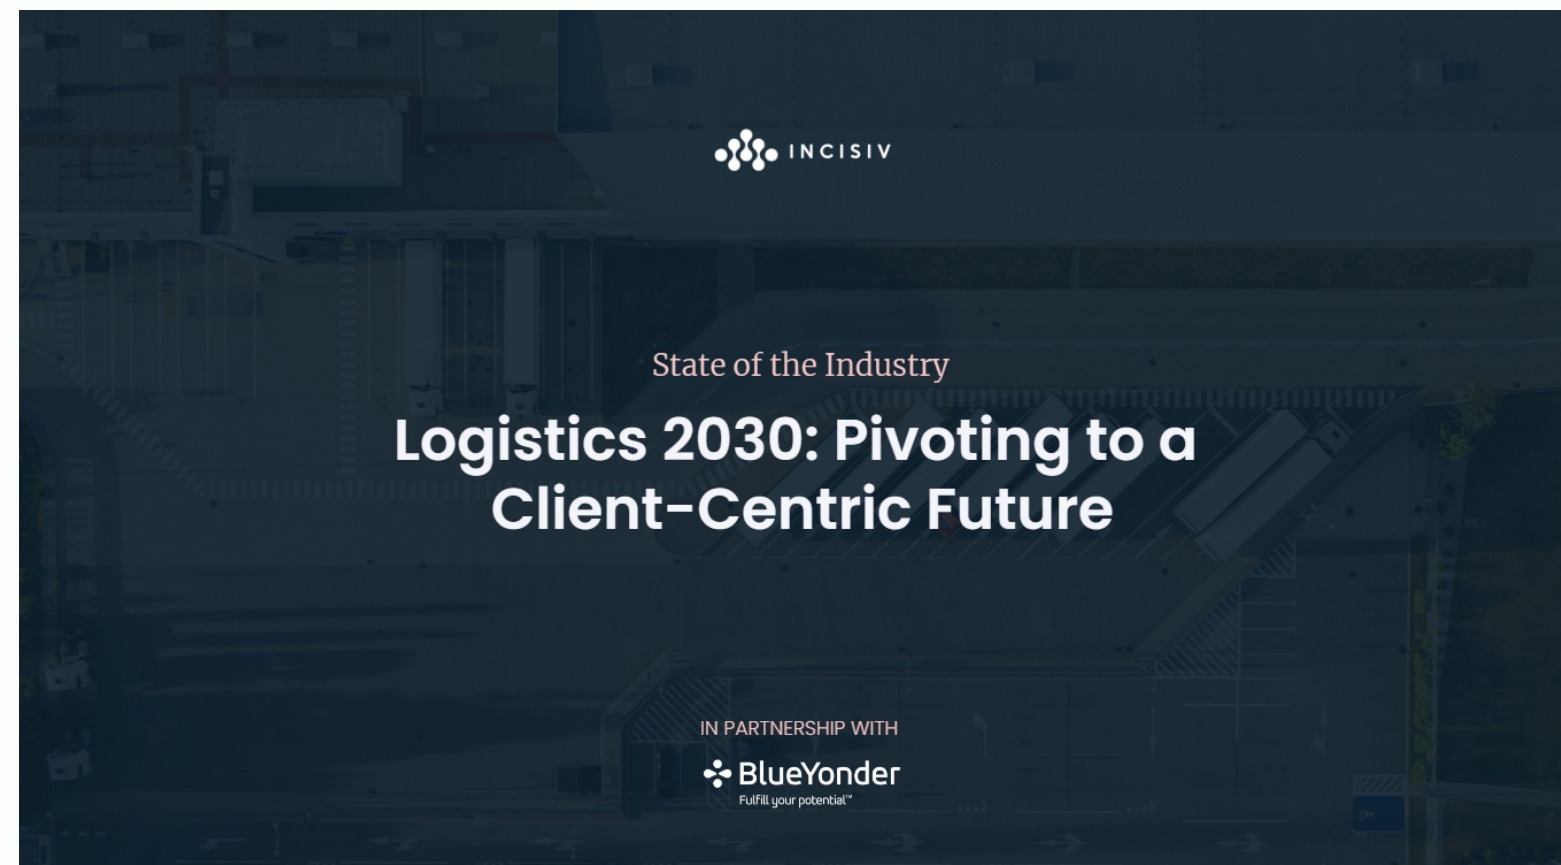 INCISIV
State of the Industry
Logistics 2030: Pivoting to a
Client-Centric Future
IN PARTNERSHIP WITH
BlueYonder
Fulfill your potential™